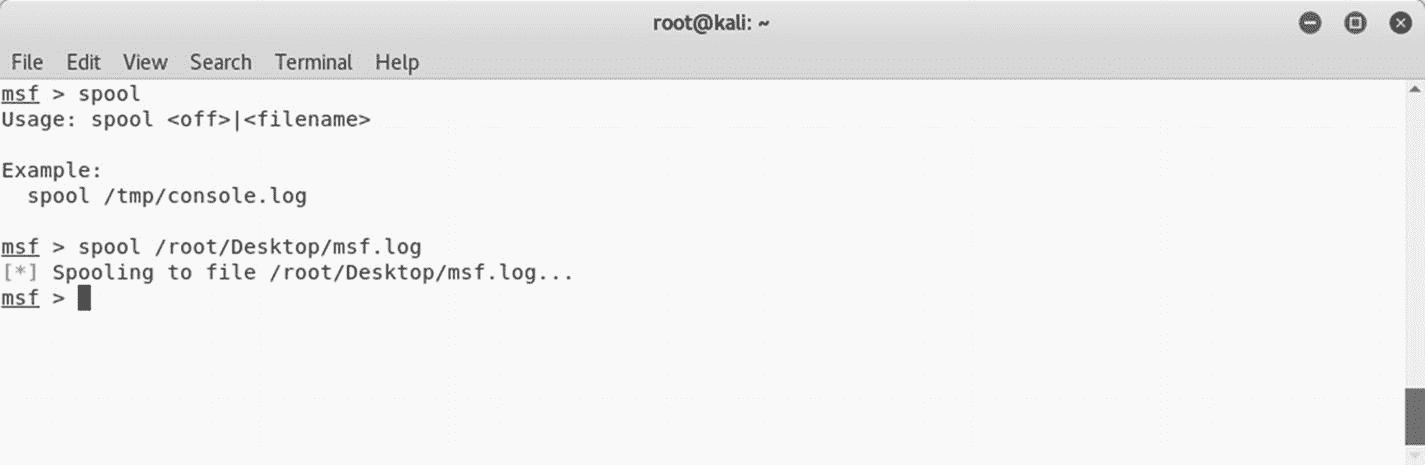 root@kali: ~
File Edit View Search Terminal Help
msf > spool
Usage: spool <off>|<filename>
Example:
  spool /tmp/console.log
msf > spool /root/Desktop/msf.log
[*] Spooling to file /root/Desktop/msf.log...
msf >